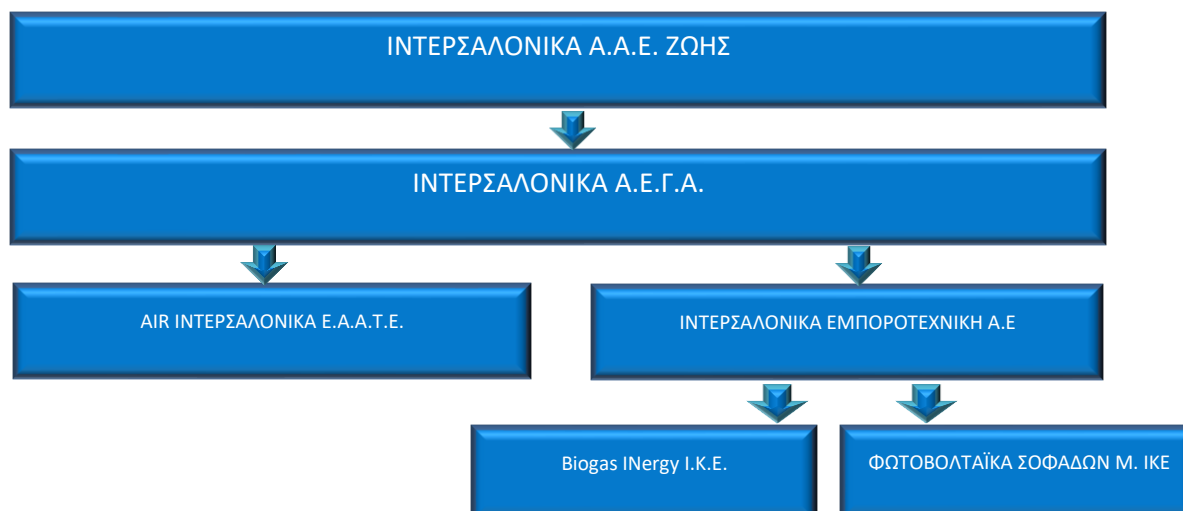 ΙΝΤΕΡΣΑΛΟΝΙΚΑ Α.Α.Ε. ΖΩΗΣ
ΙΝΤΕΡΣΑΛΟΝΙΚΑ Α.Ε.Γ.Α.
AIR ΙΝΤΕΡΣΑΛΟΝΙΚΑ Ε.Α.Α.Τ.Ε.
ΙΝΤΕΡΣΑΛΟΝΙΚΑ ΕΜΠΟΡΟΤΕΧΝΙΚΗ Α.Ε
Biogas INergy Ι.Κ.Ε.
ΦΩΤΟΒΟΛΤΑΪΚΑ ΣΟΦΑΔΩΝ Μ. ΙΚΕ